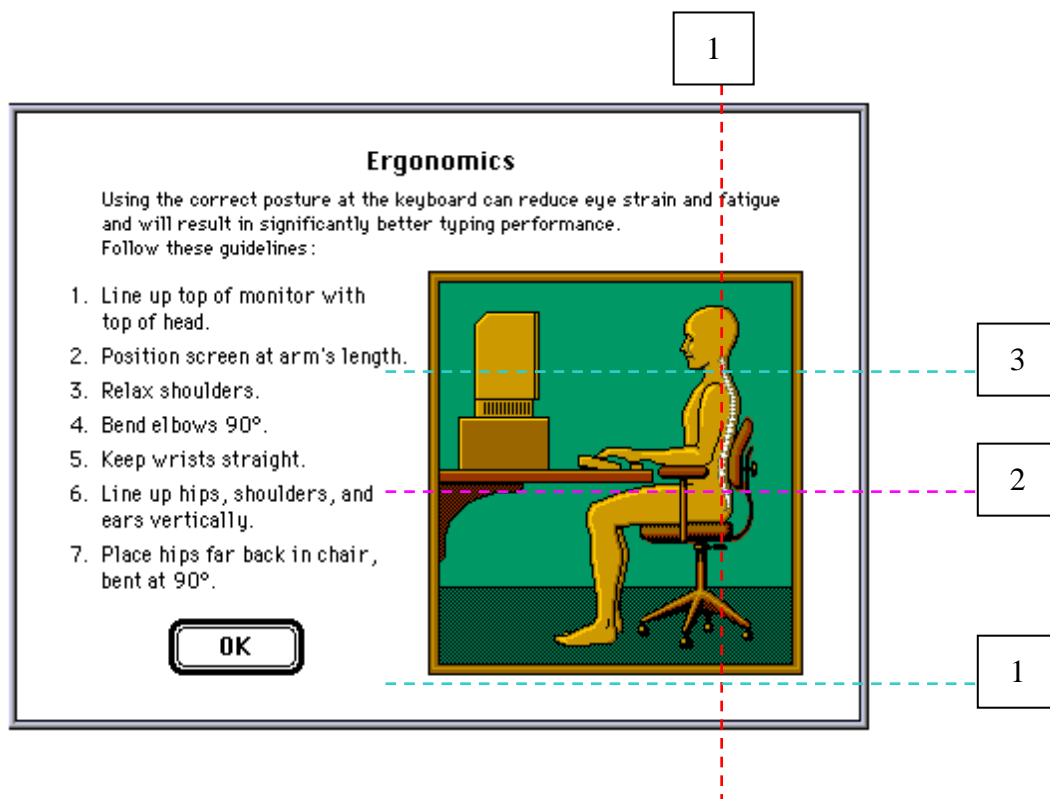 1
Ergonomics
Using the correct posture at the keyboard can reduce eye strain and fatigue
and will result in significantly better typing performance.
Follow these guidelines:
1. Line up top of monitor with
top of head.
2. Position screen at arm's length.
3. Relax shoulders.
4. Bend elbows 90°.
5. Keep wrists straight.
6. Line up hips, shoulders, and
ears vertically.
7. Place hips far back in chair,
bent at 90°.
OK
3
2
1